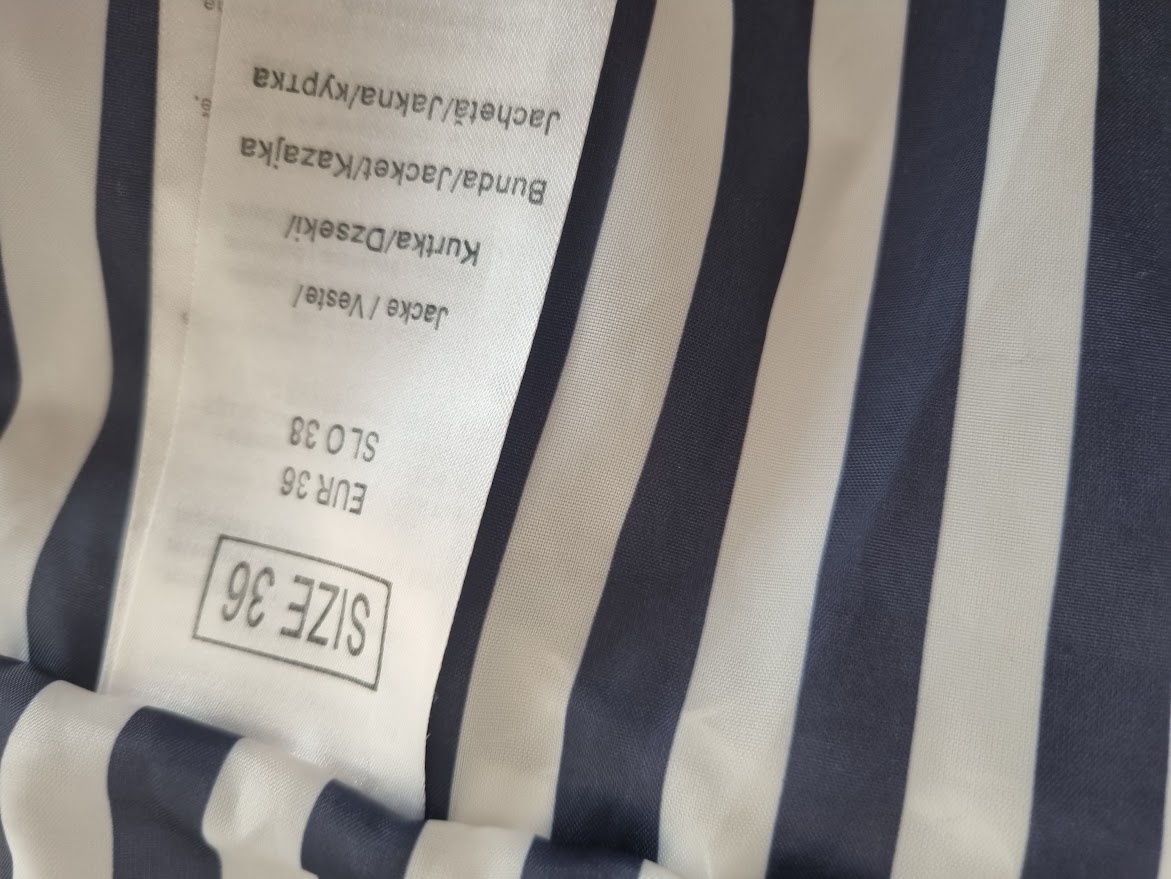 SIZE 36
EUR 36
SLO 38
Jacke / Veste/
Kurtka/Dzseki/
Bunda/Jacket/Kazajka
Jachetă/Jakna/куртка